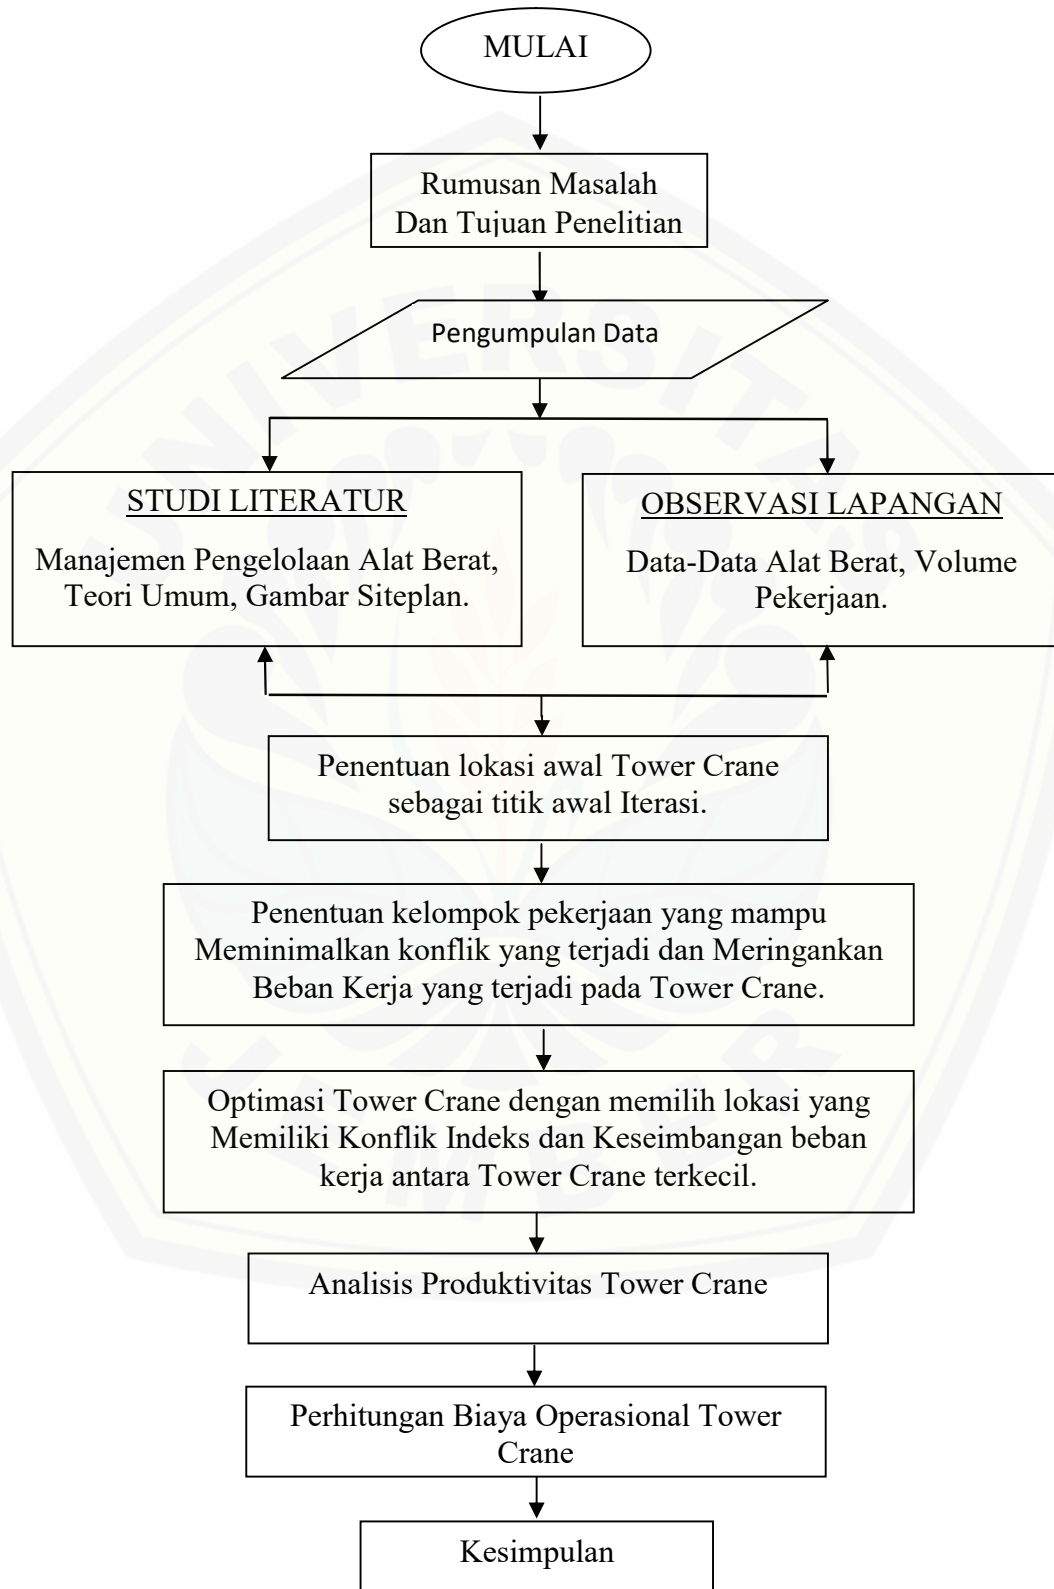 MULAI
Rumusan Masalah
Dan Tujuan Penelitian
Pengumpulan Data
STUDI LITERATUR
Manajemen Pengelolaan Alat Berat,
Teori Umum, Gambar Siteplan.
OBSERVASI LAPANGAN
Data-Data Alat Berat, Volume
Pekerjaan.
Penentuan lokasi awal Tower Crane
sebagai titik awal Iterasi.
Penentuan kelompok pekerjaan yang mampu
Meminimalkan konflik yang terjadi dan Meringankan
Beban Kerja yang terjadi pada Tower Crane.
Optimasi Tower Crane dengan memilih lokasi yang
Memiliki Konflik Indeks dan Keseimbangan beban
kerja antara Tower Crane terkecil.
Analisis Produktivitas Tower Crane
Perhitungan Biaya Operasional Tower
Crane
Kesimpulan
UNIVERSITAS
JEMBER